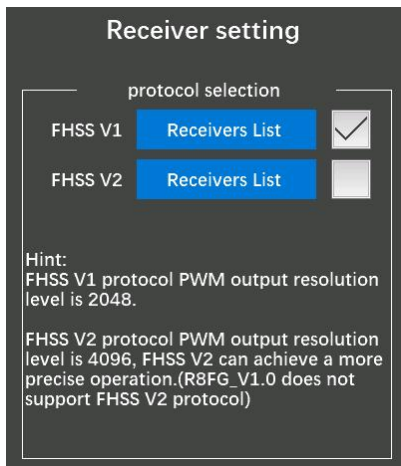 Receiver setting
protocol selection
FHSS V1 Receivers List
FHSS V2 Receivers List
Hint:
FHSS V1 protocol PWM output resolution
level is 2048.
FHSS V2 protocol PWM output resolution
level is 4096, FHSS V2 can achieve a more
precise operation.(R8FG_V1.0 does not
support FHSS V2 protocol)